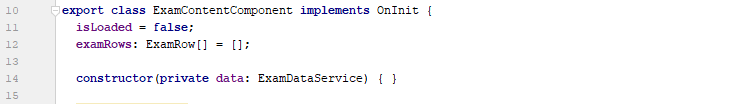 10 export class ExamContentComponent implements OnInit {
11 isLoaded = false;
12 examRows: ExamRow[] = [];
13
14 constructor(private data: ExamDataService) { }
15